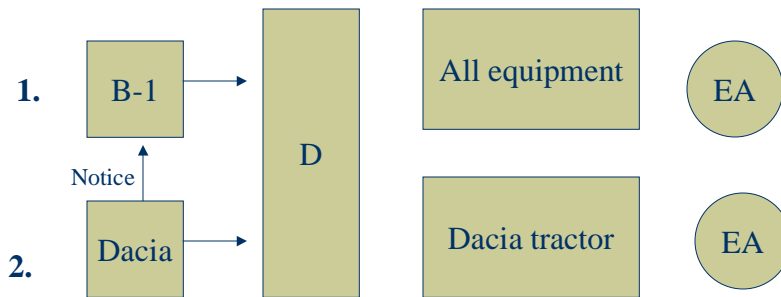 1.
B-1
D
All equipment
EA
Notice
2.
Dacia
Dacia tractor
EA